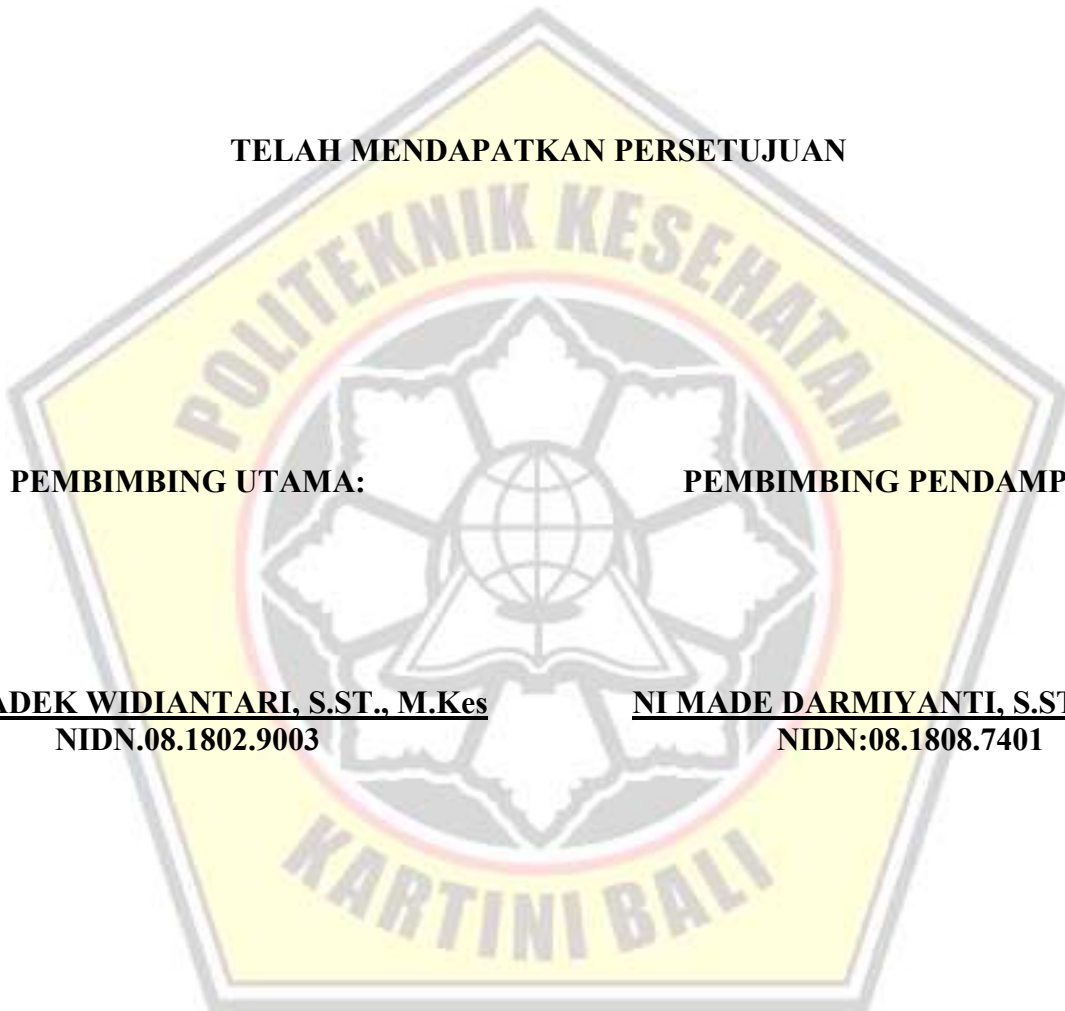 TELAH MENDAPATKAN PERSETUJUAN
POLITEKNIK KESEHATAN
PEMBIMBING UTAMA:
PEMBIMBING PENDAMP
ADEK WIDIANTARI, S.ST., M.Kes
NI MADE DARMIYANTI, S.ST
NIDN.08.1802.9003
NIDN:08.1808.7401
KARTINI BALI